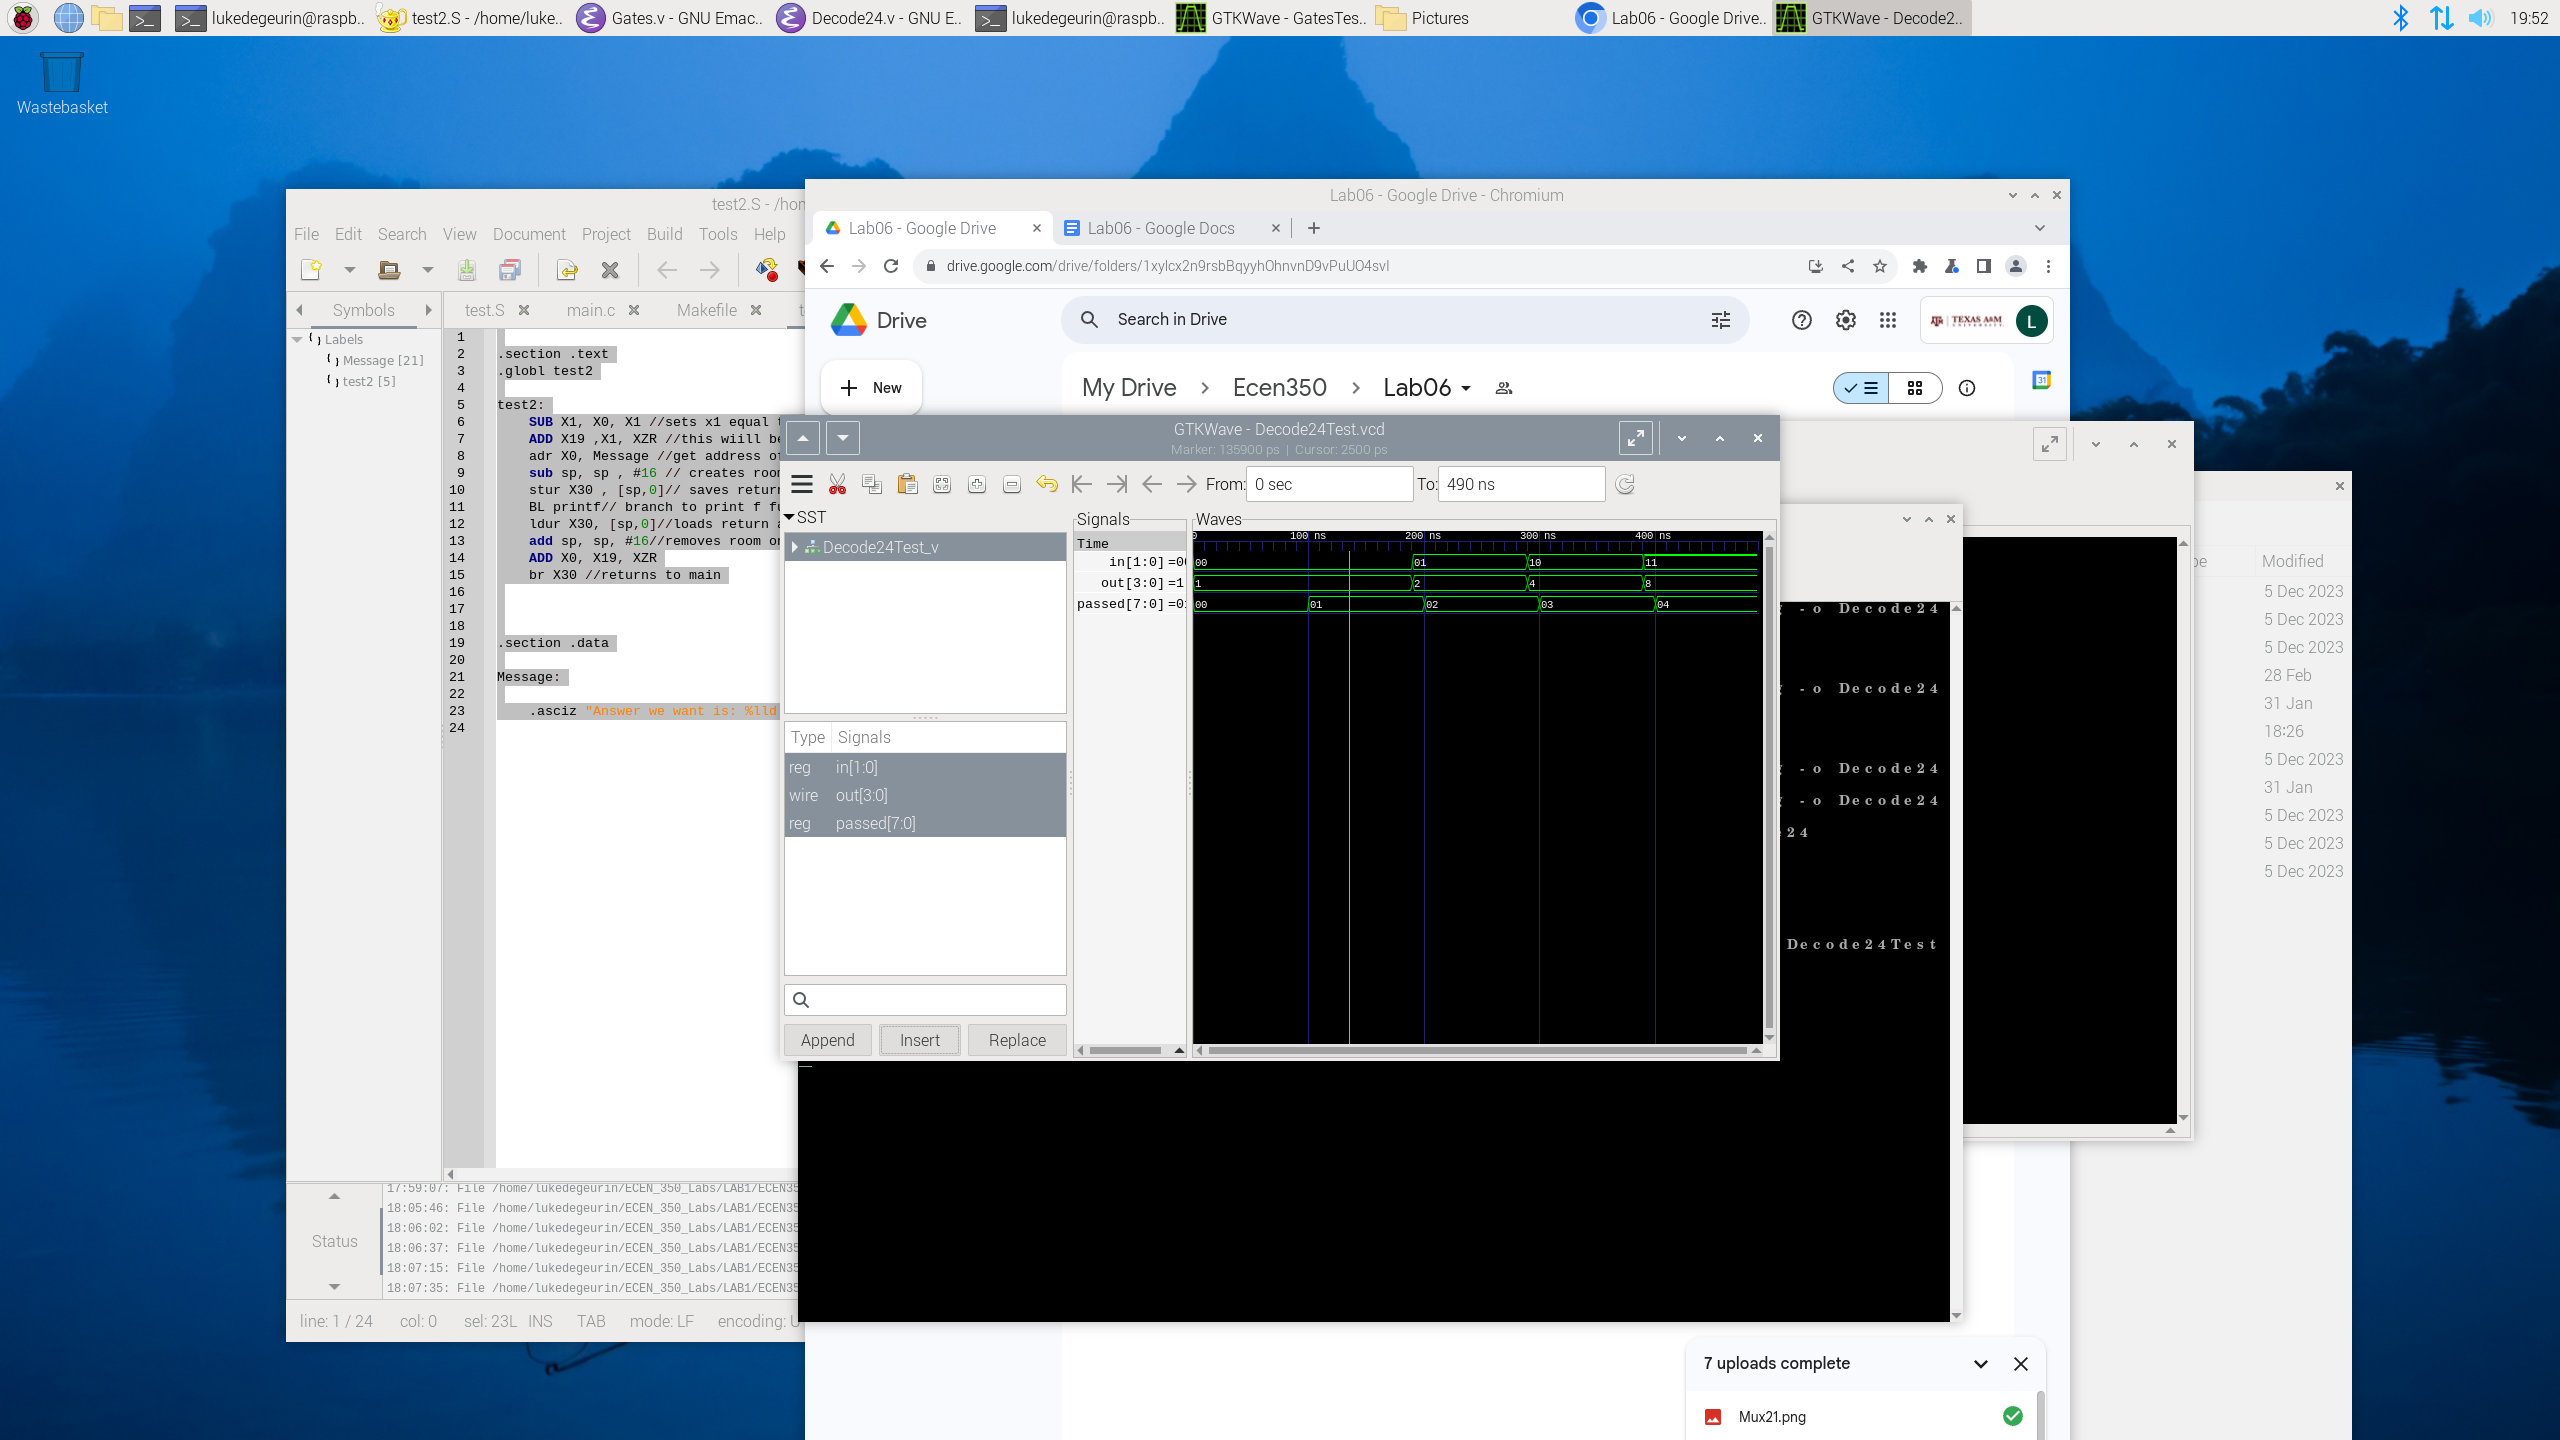 lukedegeurin@raspb..
test2.S - /home/luke..
Gates.v - GNU Emac..
Decode24.v - GNU E..
lukedegeurin@raspb..
GTKWave - GatesTes..
Pictures
Lab06 - Google Drive..
GTKWave - Decode2..
19:52
Wastebasket
test2.S - /hom
File Edit Search View Document Project Build Tools Help
Symbols
test.S
main.c
Makefile
Labels
Message [21]
test2 [5]
1
2 .section .text
3 .globl test2
4
5 test2:
6 SUB X1, X0, X1 //sets x1 equal
7 ADD X19 ,X1, XZR //this wiill be
8 adr X0, Message //get address of
9 sub sp, sp , #16 // creates room
10 stur X30 , [sp,0]// saves return
11 BL printf// branch to print f fu
12 ldur X30, [sp,0]//loads return a
13 add sp, sp, #16//removes room on
14 ADD X0, X19, XZR
15 br X30 //returns to main
16
17
18
19 .section .data
20
21 Message:
22
23 .asciz "Answer we want is: %lld
24
Status
17:59:07: File /home/lukedegeurin/ECEN_350_Labs/LAB1/ECEN35
18:05:46: File /home/lukedegeurin/ECEN_350_Labs/LAB1/ECEN35
18:06:02: File /home/lukedegeurin/ECEN_350_Labs/LAB1/ECEN35
18:06:37: File /home/lukedegeurin/ECEN_350_Labs/LAB1/ECEN35
18:07:15: File /home/lukedegeurin/ECEN_350_Labs/LAB1/ECEN35
18:07:35: File /home/lukedegeurin/ECEN_350_Labs/LAB1/ECEN35
line: 1 / 24 col: 0 sel: 23L INS TAB mode: LF encoding: U
Lab06 - Google Drive - Chromium
Lab06 - Google Drive
Lab06 - Google Docs
drive.google.com/drive/folders/1xylcx2n9rsbBqyyhOhnvnD9vPuUO4svI
Drive
Search in Drive
TEXAS A&M UNIVERSITY
L
New
My Drive > Ecen350 > Lab06
31
GTKWave - Decode24Test.vcd
Marker: 135900 ps | Cursor: 2500 ps
From: 0 sec To: 490 ns
SST
Decode24Test_v
Type Signals
reg in[1:0]
wire out[3:0]
reg passed[7:0]
Append Insert Replace
Signals
Time
in[1:0] =0
out[3:0] =1
passed[7:0] =0
Waves
0 100 ns 200 ns 300 ns 400 ns
00 01 10 11
1 2 4 8
00 01 02 03 04
-o Decode24
-o Decode24
-o Decode24
-o Decode24
e24
Decode24Test
Modified
5 Dec 2023
5 Dec 2023
5 Dec 2023
28 Feb
31 Jan
18:26
5 Dec 2023
31 Jan
5 Dec 2023
5 Dec 2023
5 Dec 2023
7 uploads complete
Mux21.png